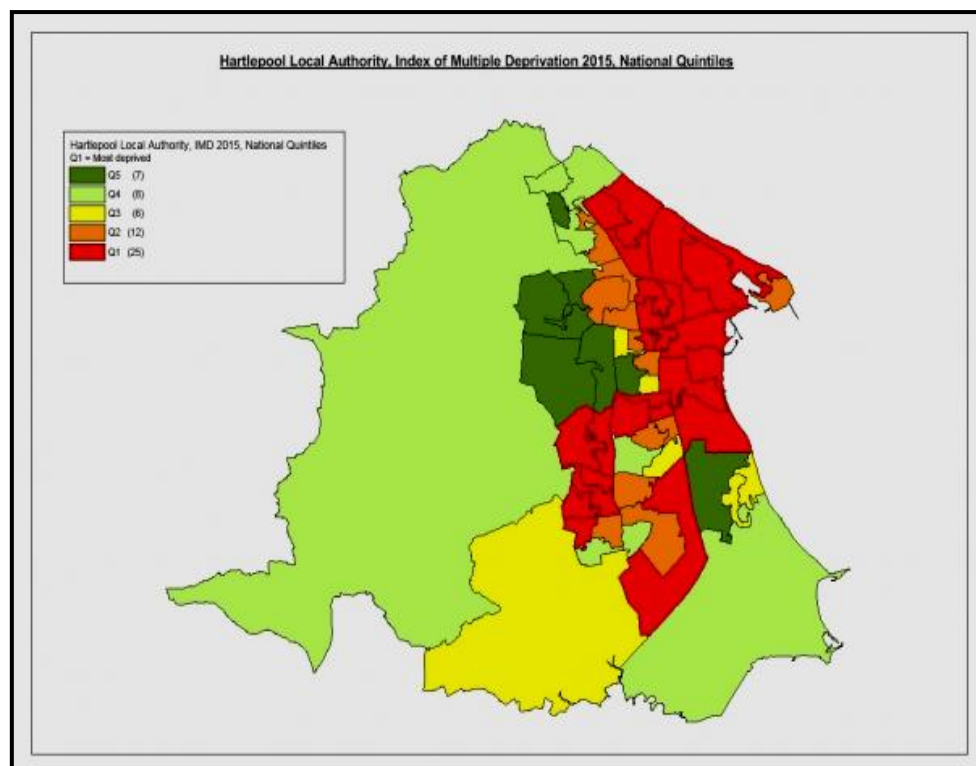 Hartlepool Local Authority, Index of Multiple Deprivation 2015, National Quintiles
Hartlepool Local Authority, IMD 2015, National Quintiles
Q1 = Most deprived
Q5 (7)
Q4 (8)
Q3 (6)
Q2 (12)
Q1 (25)